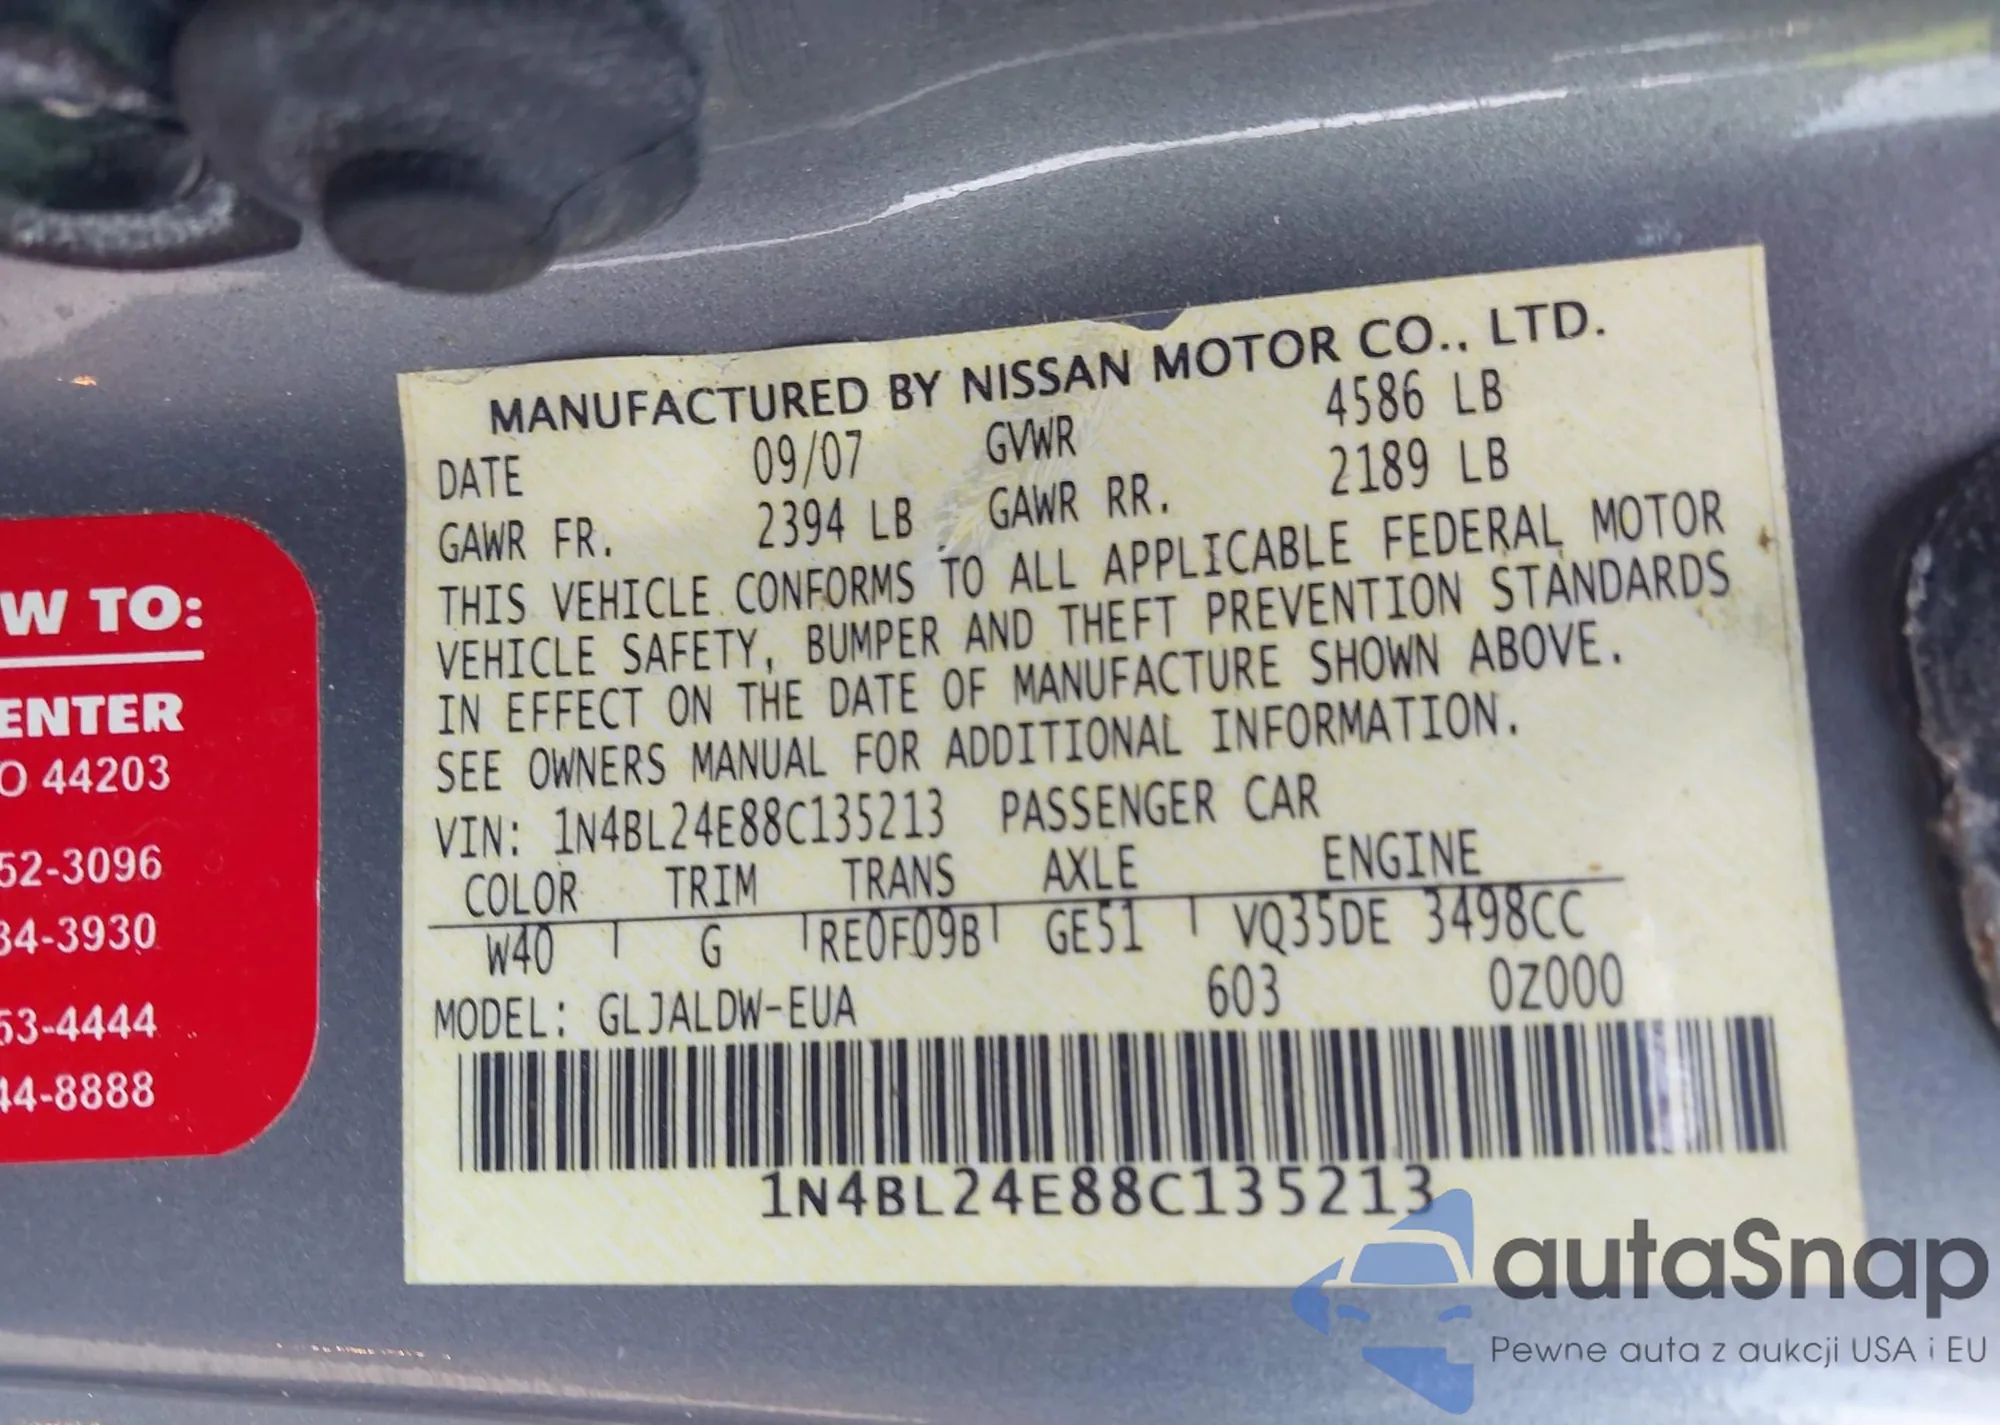 MANUFACTURED BY NISSAN MOTOR CO., LTD.
DATE 09/07 GVWR 4586 LB
GAWR FR. 2394 LB GAWR RR. 2189 LB
THIS VEHICLE CONFORMS TO ALL APPLICABLE FEDERAL MOTOR
VEHICLE SAFETY, BUMPER AND THEFT PREVENTION STANDARDS
IN EFFECT ON THE DATE OF MANUFACTURE SHOWN ABOVE.
SEE OWNERS MANUAL FOR ADDITIONAL INFORMATION.
VIN: 1N4BL24E88C135213 PASSENGER CAR
COLOR TRIM TRANS AXLE ENGINE
W40 G RE0F09B GE51 VQ35DE 3498CC
MODEL: GLJALDW-EUA 603 0Z000
1N4BL24E88C135213
W TO:
ENTER
O 44203
52-3096
34-3930
53-4444
44-8888
autaSnap
Pewne auta z aukcji USA i EU